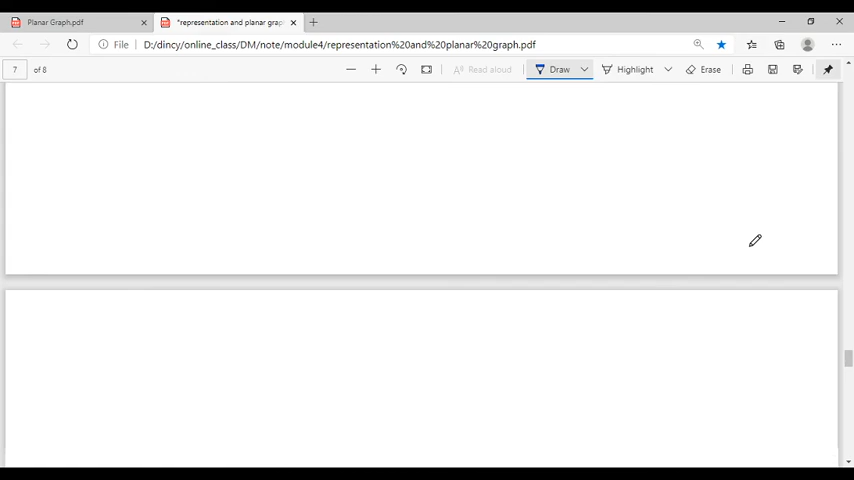 Planar Graph.pdf
*representation and planar grap
File
D:/dincy/online_class/DM/note/module4/representation%20and%20planar%20graph.pdf
7 of 8
Read aloud
Draw
Highlight
Erase